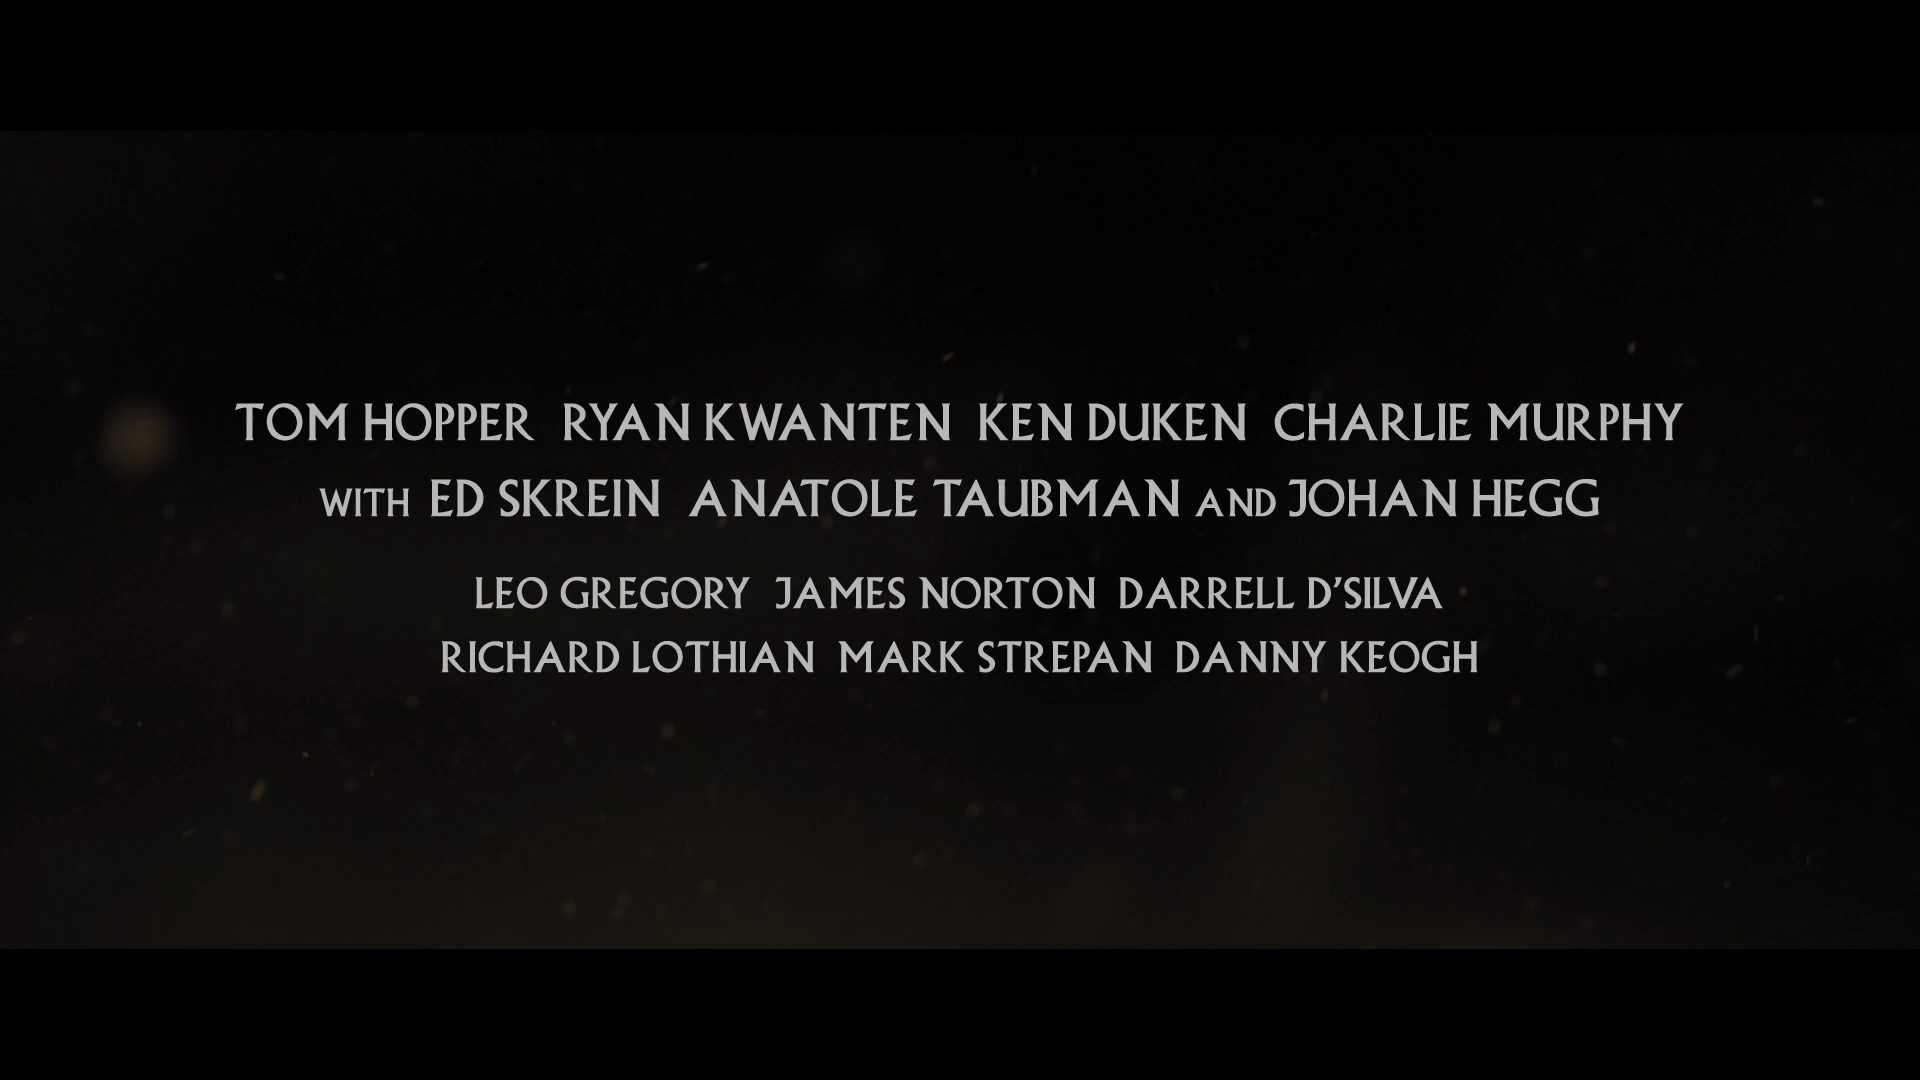 TOM HOPPER RYAN KWANTEN KEN DUKEN CHARLIE MURPHY
WITH ED SKREIN ANATOLE TAUBMAN AND JOHAN HEGG
LEO GREGORY JAMES NORTON DARRELL D'SILVA
RICHARD LOTHIAN MARK STREPAN DANNY KEOGH